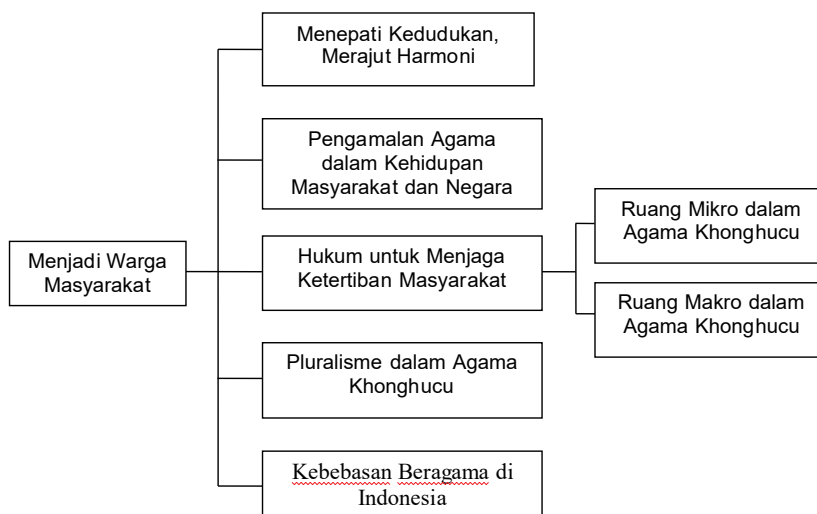 Menjadi Warga
Masyarakat
Menepati Kedudukan,
Merajut Harmoni
Pengamalan Agama
dalam Kehidupan
Masyarakat dan Negara
Hukum untuk Menjaga
Ketertiban Masyarakat
Ruang Mikro dalam
Agama Khonghucu
Ruang Makro dalam
Agama Khonghucu
Pluralisme dalam Agama
Khonghucu
Kebebasan Beragama di
Indonesia